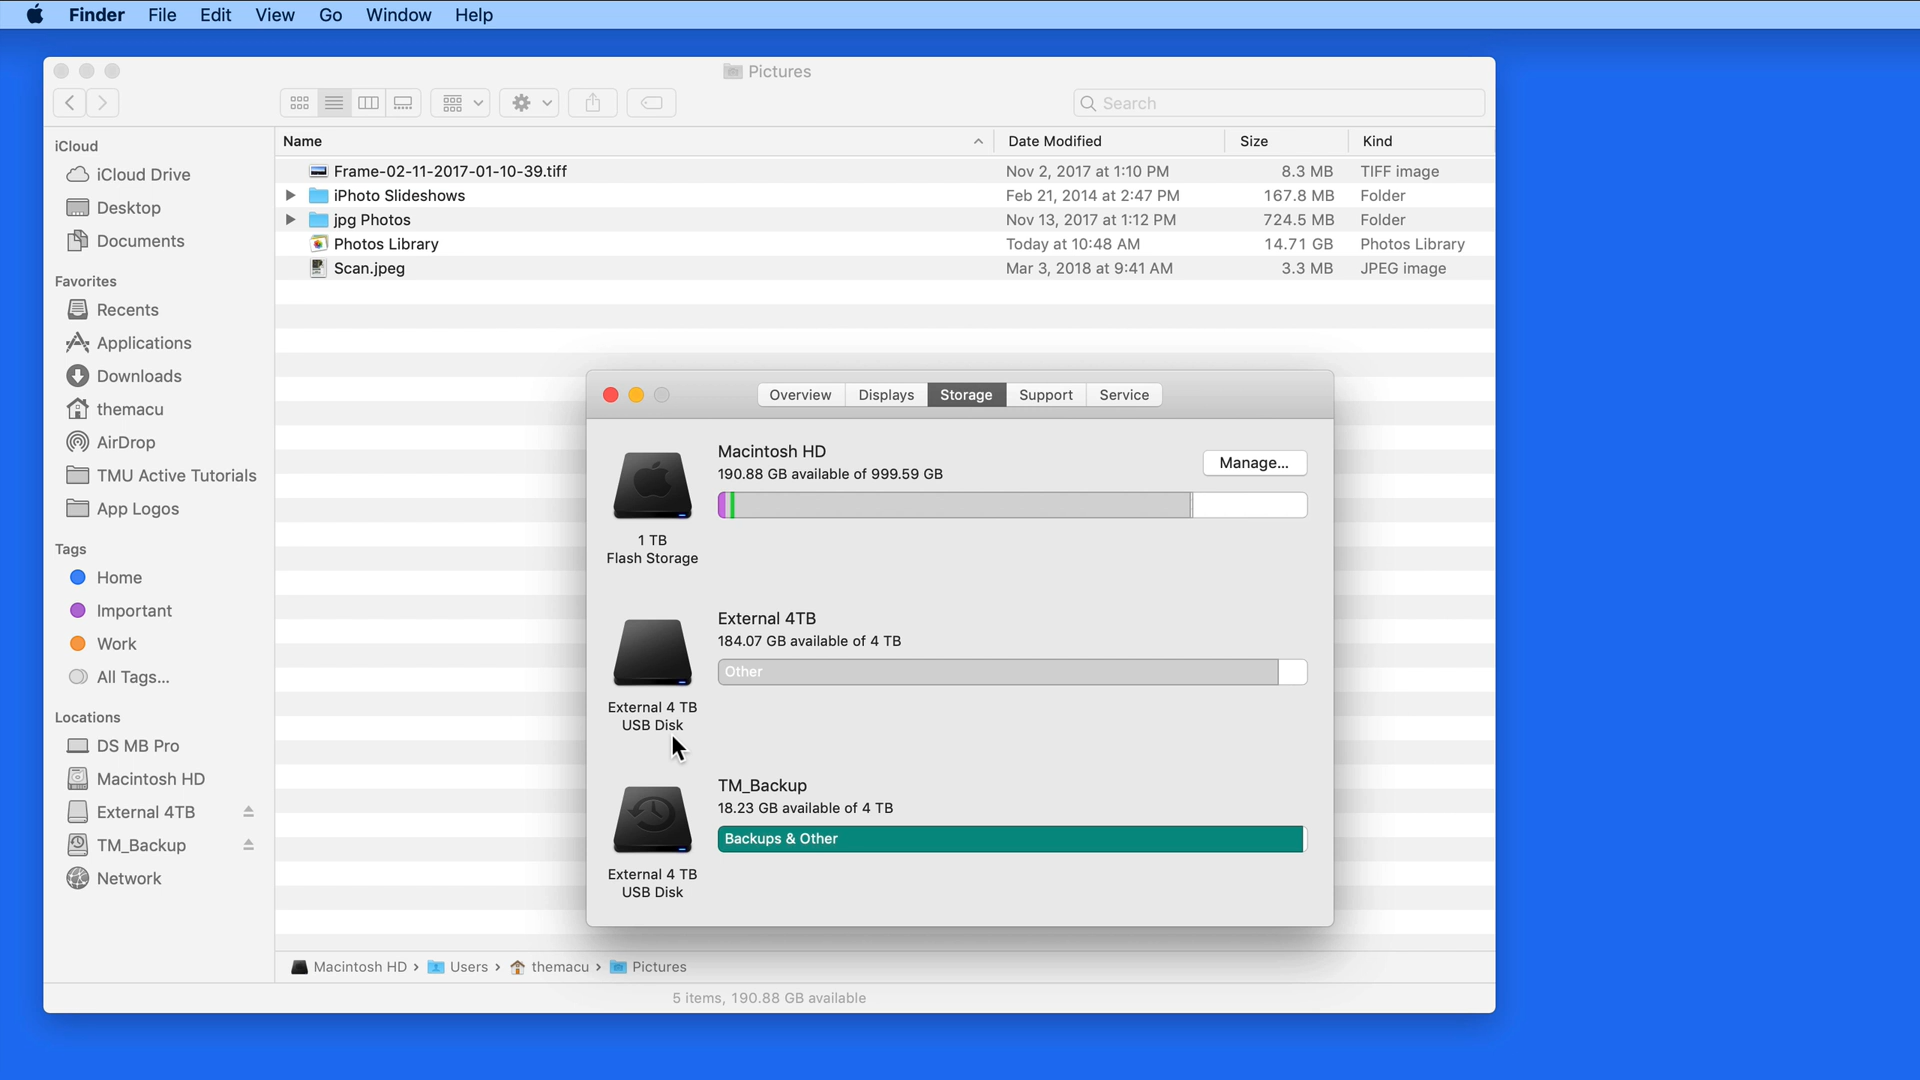 Finder File Edit View Go Window Help
Pictures
Search
iCloud
iCloud Drive
Desktop
Documents
Favorites
Recents
Applications
Downloads
themacu
AirDrop
TMU Active Tutorials
App Logos
Tags
Home
Important
Work
All Tags...
Locations
DS MB Pro
Macintosh HD
External 4TB
TM_Backup
Network
Name Date Modified Size Kind
Frame-02-11-2017-01-10-39.tiff Nov 2, 2017 at 1:10 PM 8.3 MB TIFF image
iPhoto Slideshows Feb 21, 2014 at 2:47 PM 167.8 MB Folder
jpg Photos Nov 13, 2017 at 1:12 PM 724.5 MB Folder
Photos Library Today at 10:48 AM 14.71 GB Photos Library
Scan.jpeg Mar 3, 2018 at 9:41 AM 3.3 MB JPEG image
Overview Displays Storage Support Service
Macintosh HD
190.88 GB available of 999.59 GB
Manage...
1 TB
Flash Storage
External 4TB
184.07 GB available of 4 TB
Other
External 4 TB
USB Disk
TM_Backup
18.23 GB available of 4 TB
Backups & Other
External 4 TB
USB Disk
Macintosh HD › Users › themacu › Pictures
5 items, 190.88 GB available